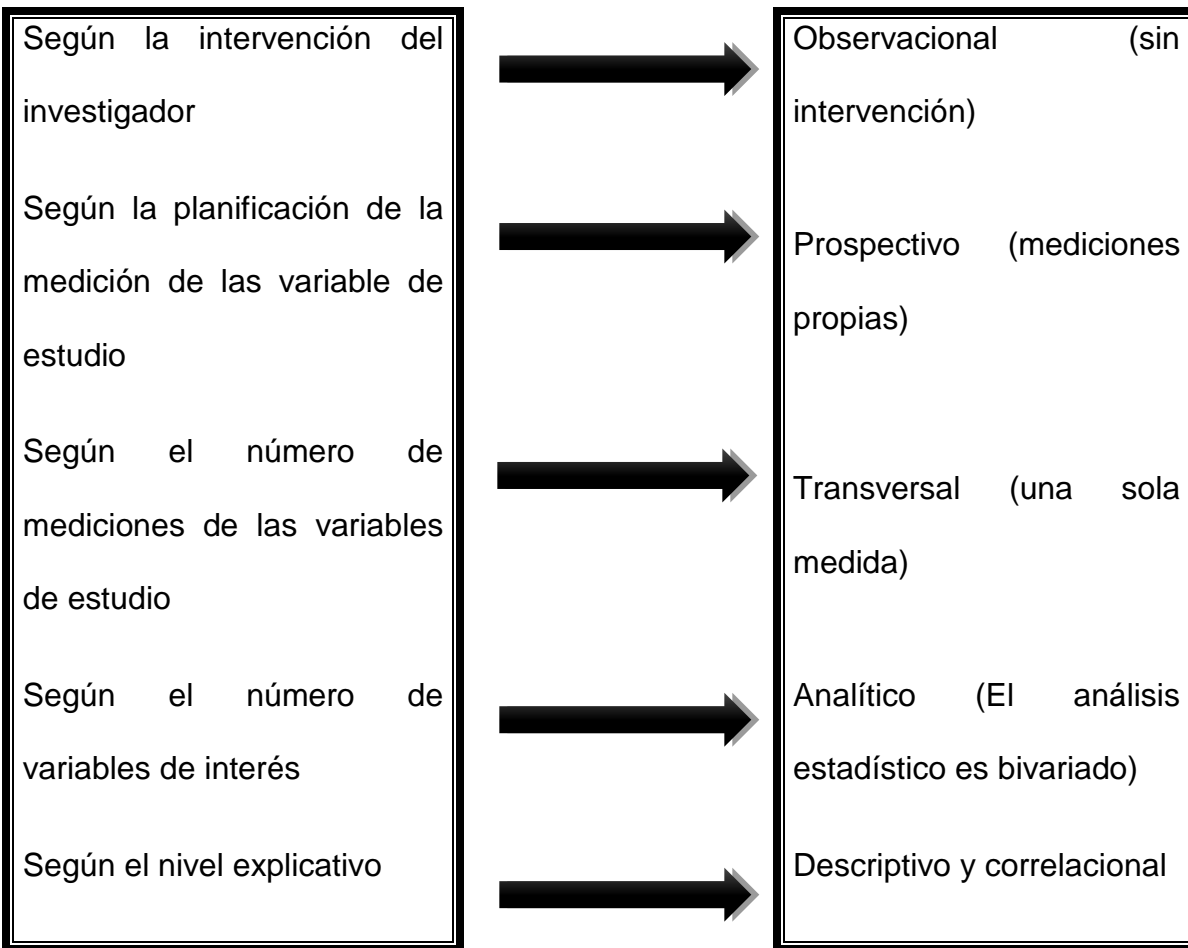 Según la intervención del
investigador
Según la planificación de la
medición de las variable de
estudio
Según el número de
mediciones de las variables
de estudio
Según el número de
variables de interés
Según el nivel explicativo
Observacional (sin
intervención)
Prospectivo (mediciones
propias)
Transversal (una sola
medida)
Analítico (El análisis
estadístico es bivariado)
Descriptivo y correlacional